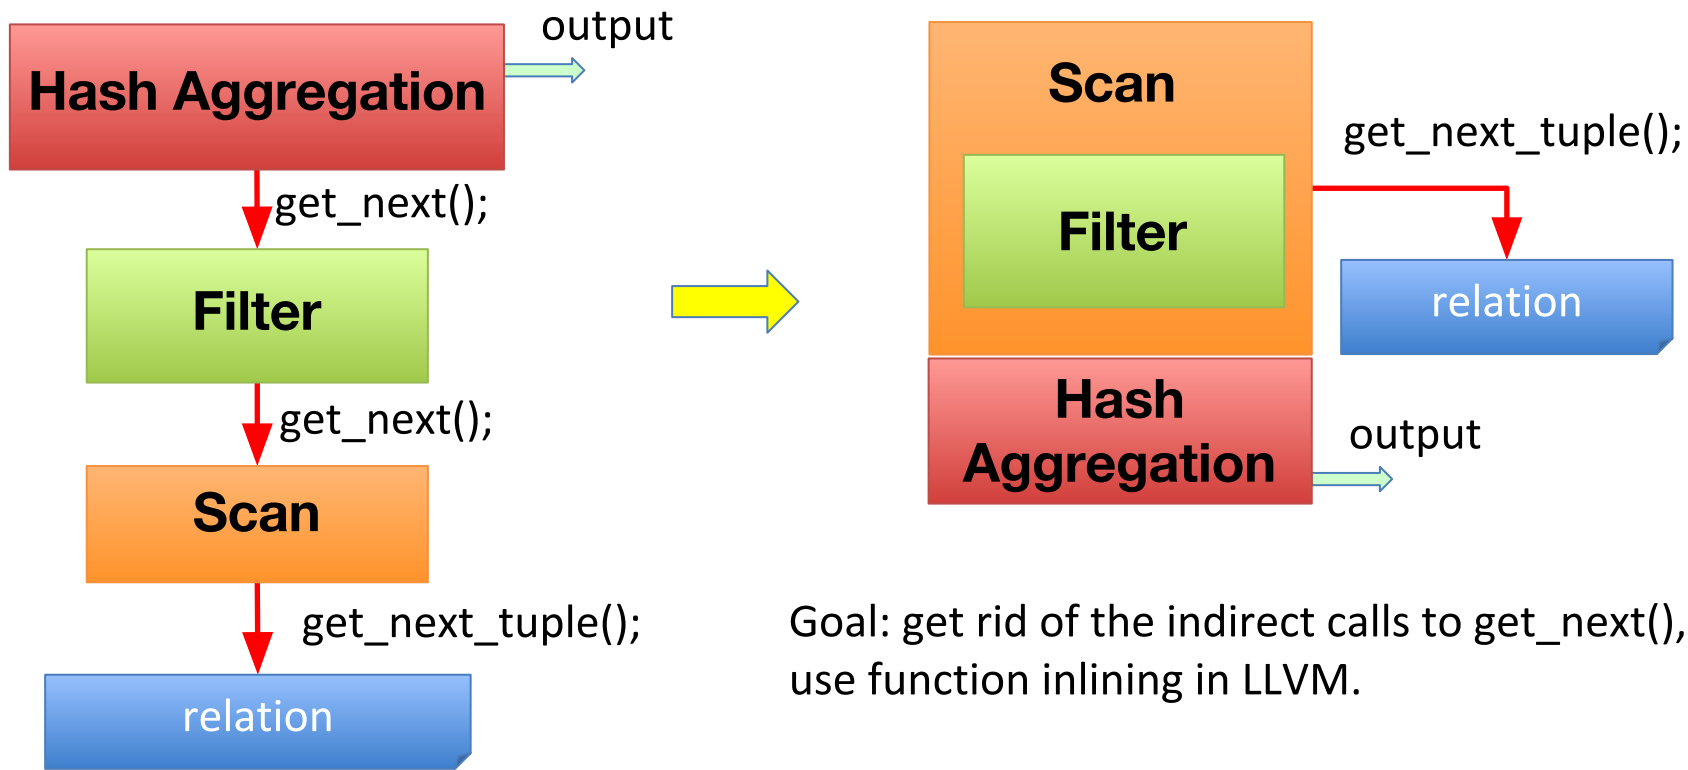 Hash Aggregation
output
get_next();
Filter
get_next();
Scan
get_next_tuple();
relation
Scan
Filter
get_next_tuple();
relation
Hash
Aggregation
output
Goal: get rid of the indirect calls to get_next(),
use function inlining in LLVM.